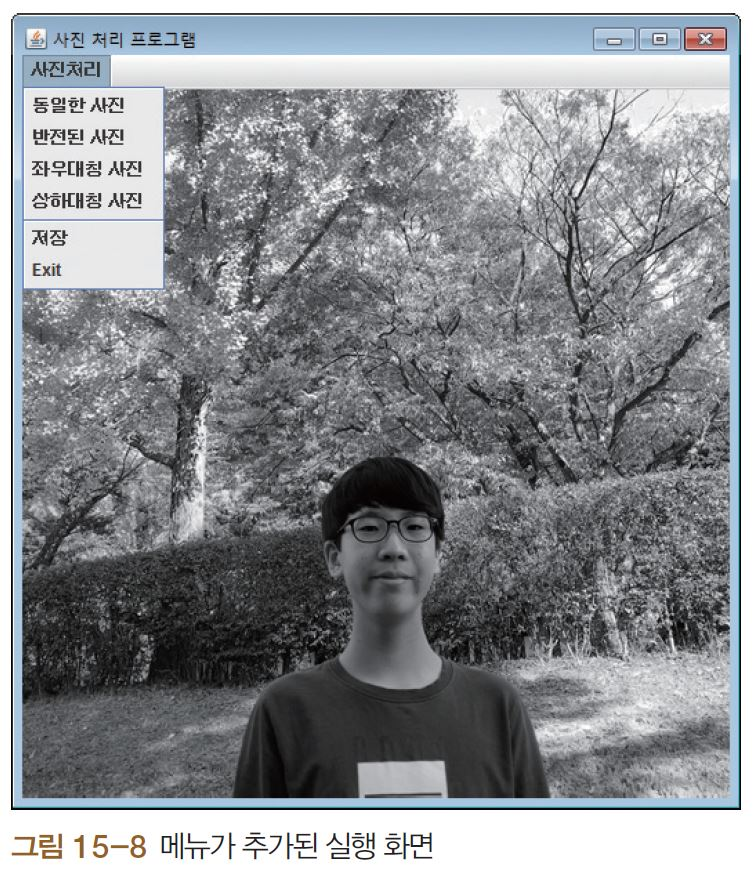 사진 처리 프로그램
사진처리
동일한 사진
반전된 사진
좌우대칭 사진
상하대칭 사진
저장
Exit
그림 15-8 메뉴가 추가된 실행 화면